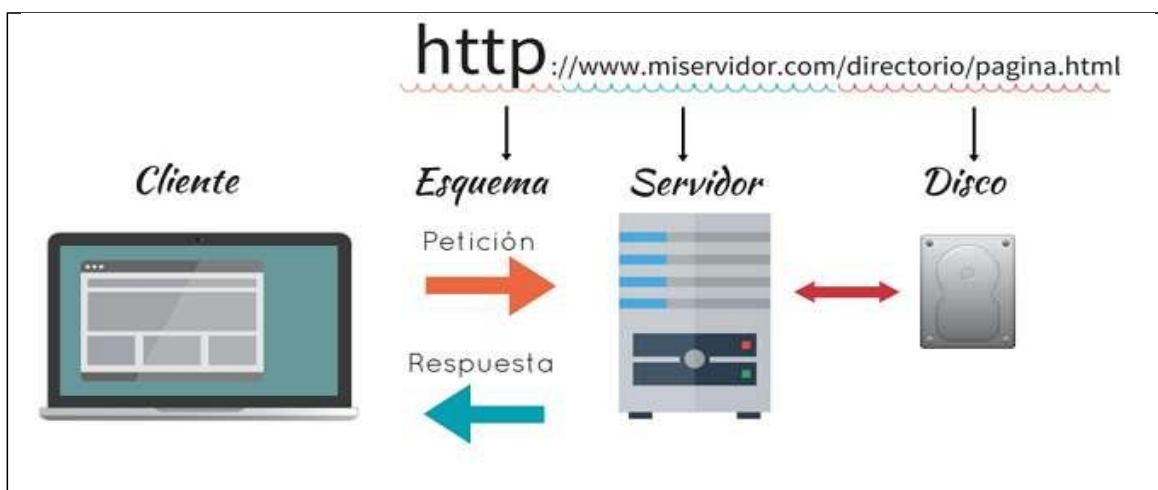 http://www.miservidor.com/directorio/pagina.html
Cliente
Esquema
Servidor
Disco
Petición
Respuesta